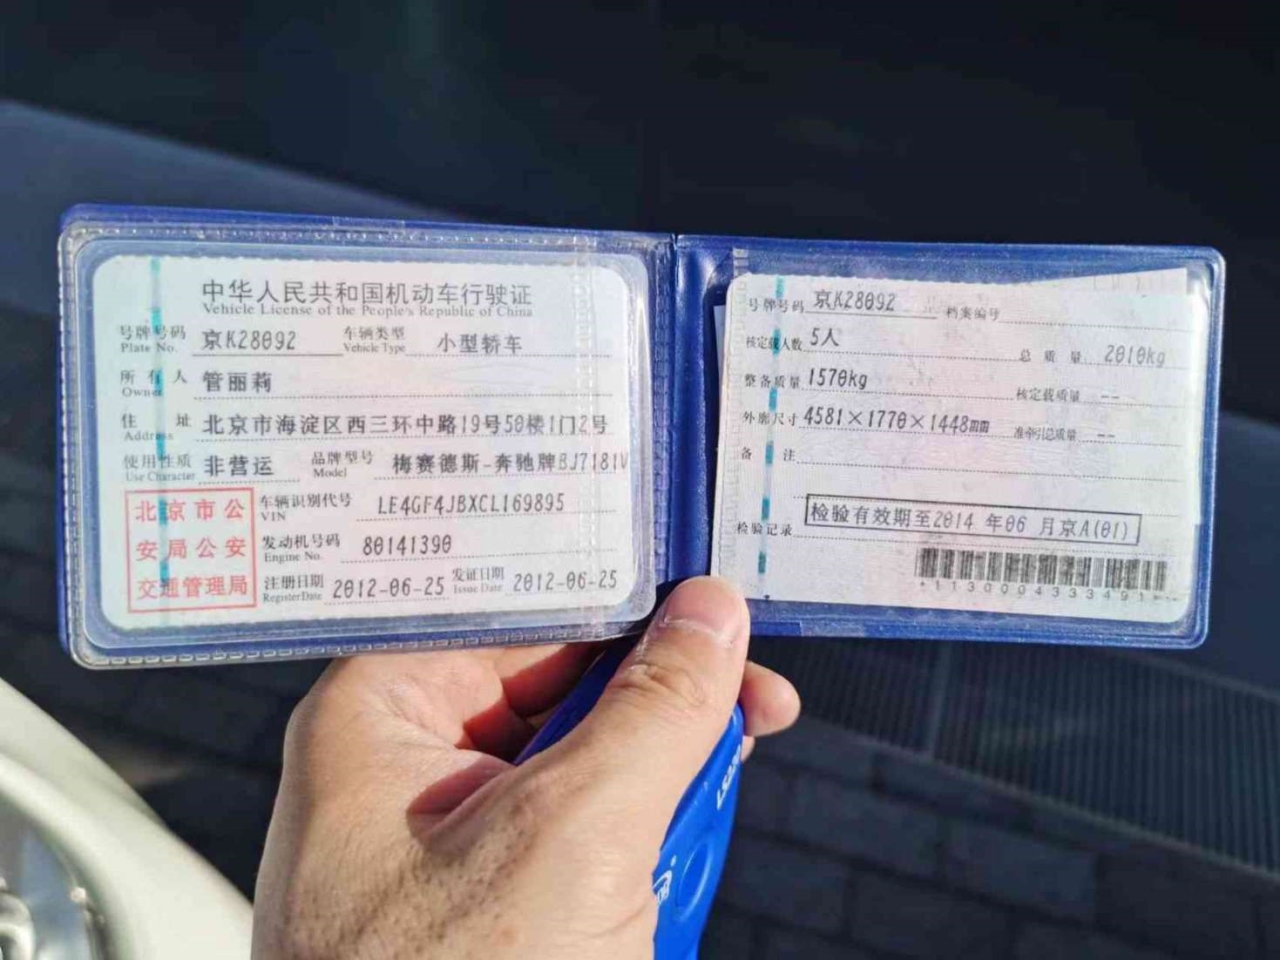 中华人民共和国机动车行驶证
Vehicle License of the People's Republic of China
号牌号码 京K28092 车辆类型 小型轿车
Plate No. Vehicle Type
所有人 管丽莉
Owner
住址 北京市海淀区西三环中路19号50楼1门2号
Address
使用性质 非营运 品牌型号 梅赛德斯-奔驰牌BJ7181V
Use Character Model
北京市公
安局公安
交通管理局
车辆识别代号 LE4GF4JBXCL169895
VIN
发动机号码 80141390
Engine No.
注册日期 2012-06-25 发证日期 2012-06-25
Register Date Issue Date
号牌号码 京K28092 档案编号
核定载人数 5人 总质量 2010kg
整备质量 1570kg 核定载质量 --
外廓尺寸 4581×1770×1448mm 准牵引总质量 --
备注
检验记录 检验有效期至2014年06月京A(01)